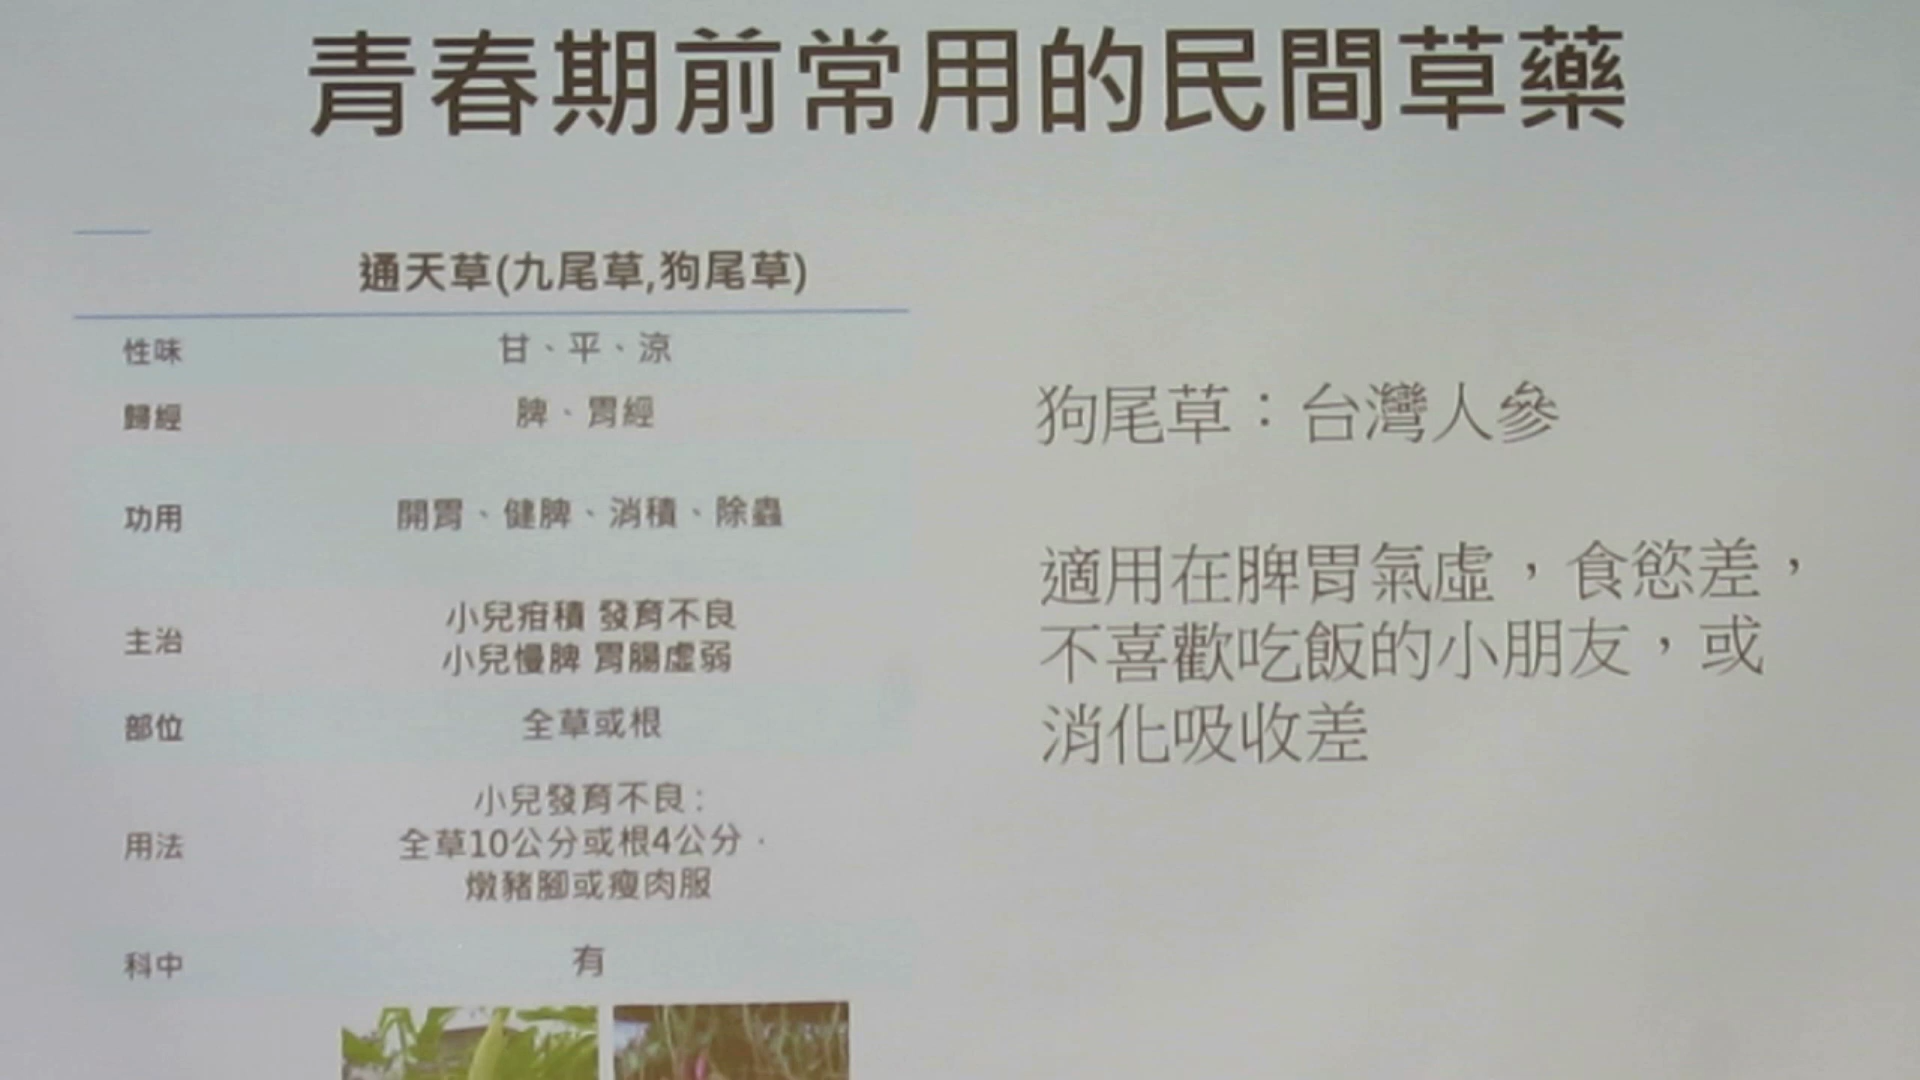 青春期前常用的民間草藥
通天草(九尾草,狗尾草)
性味 甘、平、涼
歸經 脾、胃經
功用 開胃、健脾、消積、除蟲
主治 小兒疳積 發育不良
小兒慢脾 胃腸虛弱
部位 全草或根
用法 小兒發育不良:
全草10公分或根4公分.
燉豬腳或瘦肉服
科中 有
狗尾草:台灣人參
適用在脾胃氣虛,食慾差,
不喜歡吃飯的小朋友,或
消化吸收差